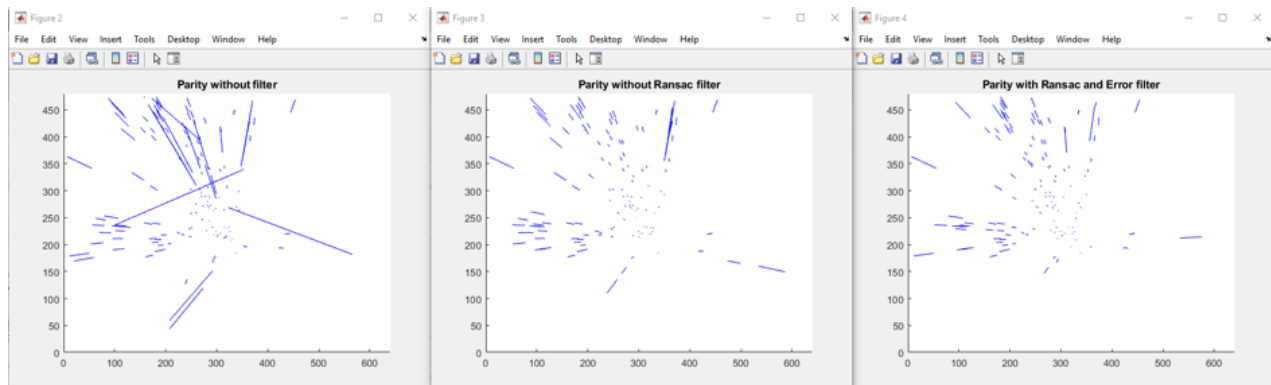 Figure 2
File Edit View Insert Tools Desktop Window Help
Parity without filter
450
400
350
300
250
200
150
100
50
0
0 100 200 300 400 500 600
Figure 3
File Edit View Insert Tools Desktop Window Help
Parity without Ransac filter
450
400
350
300
250
200
150
100
50
0
0 100 200 300 400 500 600
Figure 4
File Edit View Insert Tools Desktop Window Help
Parity with Ransac and Error filter
450
400
350
300
250
200
150
100
50
0
0 100 200 300 400 500 600